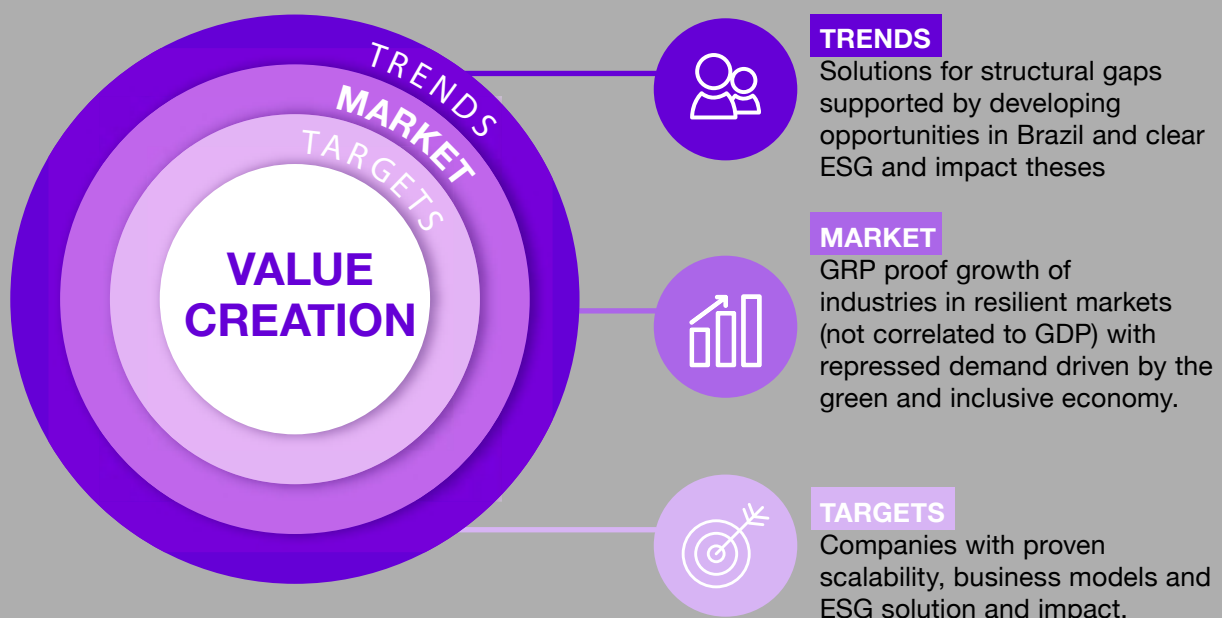 TRENDS
MARKET
TARGETS
VALUE
CREATION
TRENDS
Solutions for structural gaps
supported by developing
opportunities in Brazil and clear
ESG and impact theses
MARKET
GRP proof growth of
industries in resilient markets
(not correlated to GDP) with
repressed demand driven by the
green and inclusive economy.
TARGETS
Companies with proven
scalability, business models and
ESG solution and impact.